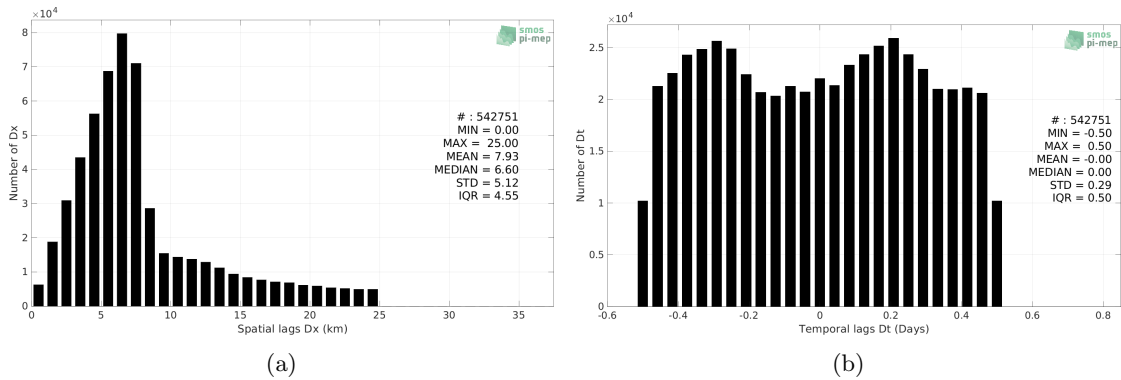 ×10⁴
8
7
6
5
4
3
2
1
0
Number of Dx
0 5 10 15 20 25 30 35
Spatial lags Dx (km)
smos
pi-mep
# : 542751
MIN = 0.00
MAX = 25.00
MEAN = 7.93
MEDIAN = 6.60
STD = 5.12
IQR = 4.55
(a)
×10⁴
2.5
2
1.5
1
0.5
0
Number of Dt
-0.6 -0.4 -0.2 0 0.2 0.4 0.6 0.8
Temporal lags Dt (Days)
smos
pi-mep
# : 542751
MIN = -0.50
MAX = 0.50
MEAN = -0.00
MEDIAN = 0.00
STD = 0.29
IQR = 0.50
(b)